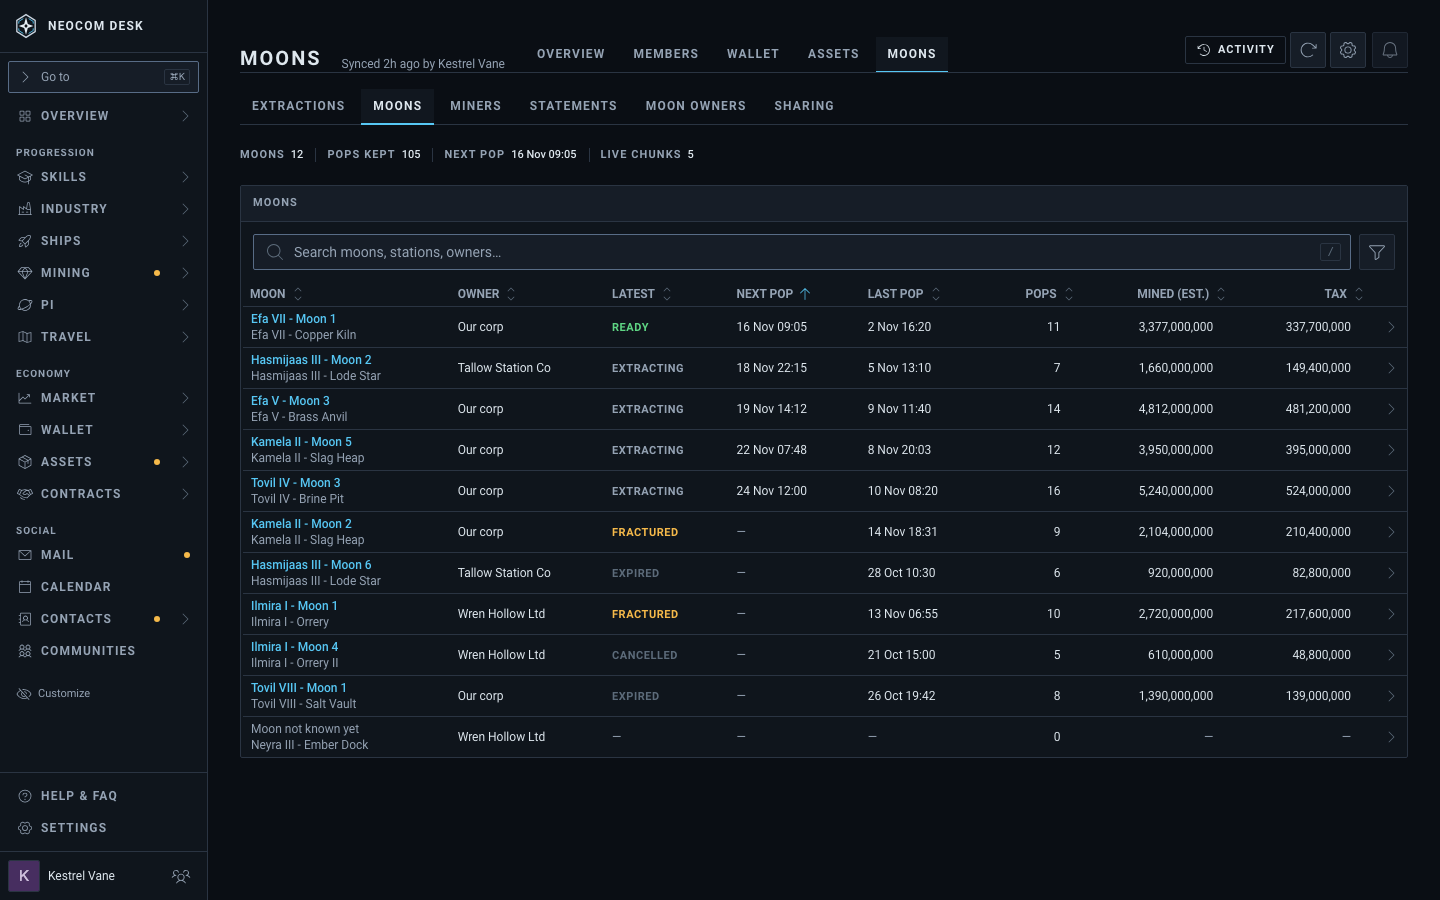 NEOCOM DESK
Go to
⌘K
OVERVIEW
PROGRESSION
SKILLS
INDUSTRY
SHIPS
MINING
PI
TRAVEL
ECONOMY
MARKET
WALLET
ASSETS
CONTRACTS
SOCIAL
MAIL
CALENDAR
CONTACTS
COMMUNITIES
Customize
HELP & FAQ
SETTINGS
K Kestrel Vane
MOONS Synced 2h ago by Kestrel Vane
OVERVIEW MEMBERS WALLET ASSETS MOONS
ACTIVITY
EXTRACTIONS MOONS MINERS STATEMENTS MOON OWNERS SHARING
MOONS 12 POPS KEPT 105 NEXT POP 16 Nov 09:05 LIVE CHUNKS 5
MOONS
Search moons, stations, owners... /
MOON OWNER LATEST NEXT POP LAST POP POPS MINED (EST.) TAX
Efa VII - Moon 1
Efa VII - Copper Kiln
Our corp READY 16 Nov 09:05 2 Nov 16:20 11 3,377,000,000 337,700,000
Hasmijaas III - Moon 2
Hasmijaas III - Lode Star
Tallow Station Co EXTRACTING 18 Nov 22:15 5 Nov 13:10 7 1,660,000,000 149,400,000
Efa V - Moon 3
Efa V - Brass Anvil
Our corp EXTRACTING 19 Nov 14:12 9 Nov 11:40 14 4,812,000,000 481,200,000
Kamela II - Moon 5
Kamela II - Slag Heap
Our corp EXTRACTING 22 Nov 07:48 8 Nov 20:03 12 3,950,000,000 395,000,000
Tovil IV - Moon 3
Tovil IV - Brine Pit
Our corp EXTRACTING 24 Nov 12:00 10 Nov 08:20 16 5,240,000,000 524,000,000
Kamela II - Moon 2
Kamela II - Slag Heap
Our corp FRACTURED — 14 Nov 18:31 9 2,104,000,000 210,400,000
Hasmijaas III - Moon 6
Hasmijaas III - Lode Star
Tallow Station Co EXPIRED — 28 Oct 10:30 6 920,000,000 82,800,000
Ilmira I - Moon 1
Ilmira I - Orrery
Wren Hollow Ltd FRACTURED — 13 Nov 06:55 10 2,720,000,000 217,600,000
Ilmira I - Moon 4
Ilmira I - Orrery II
Wren Hollow Ltd CANCELLED — 21 Oct 15:00 5 610,000,000 48,800,000
Tovil VIII - Moon 1
Tovil VIII - Salt Vault
Our corp EXPIRED — 26 Oct 19:42 8 1,390,000,000 139,000,000
Moon not known yet
Neyra III - Ember Dock
Wren Hollow Ltd — — — 0 — —